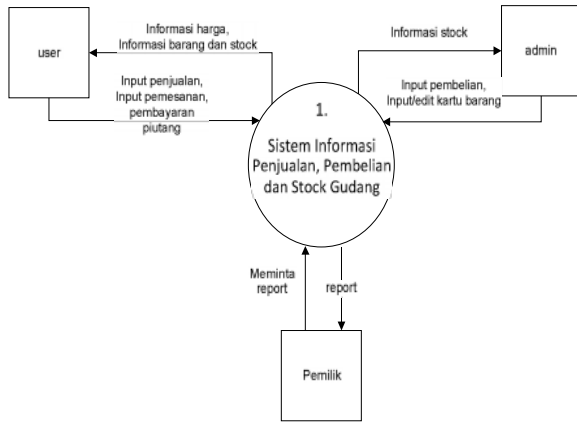 Informasi harga,
Informasi barang dan stock
user
Input penjualan,
Input pemesanan,
pembayaran
piutang
Informasi stock
admin
Input pembelian,
Input/edit kartu barang
1.
Sistem Informasi
Penjualan, Pembelian
dan Stock Gudang
Meminta
report
report
Pemilik